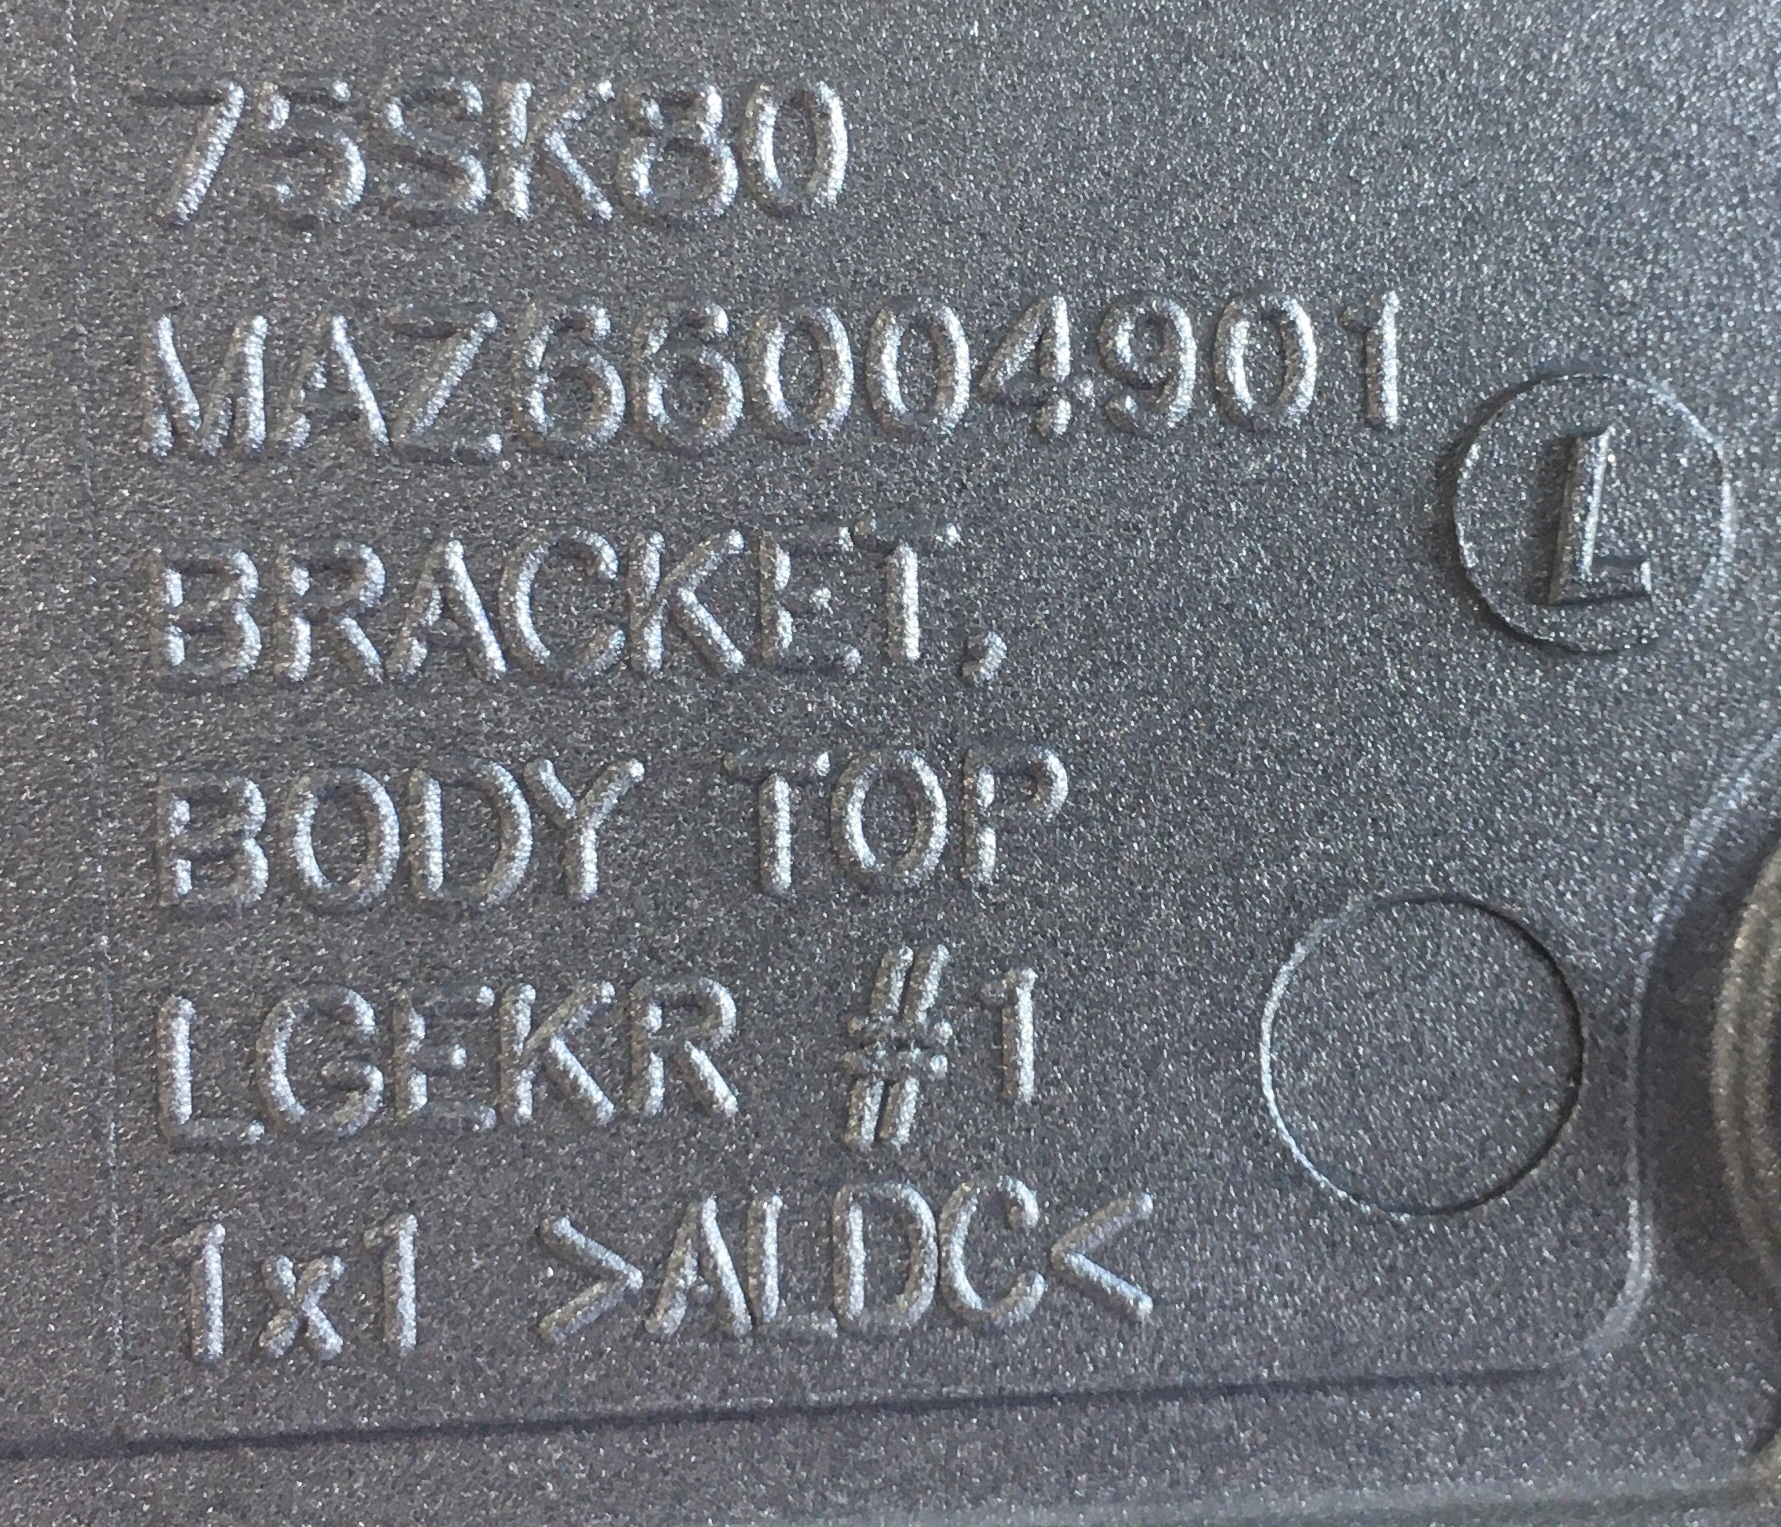 75SK80
MAZ66004901
L
BRACKET,
BODY TOP
LGEKR #1
1x1 >ALDC<